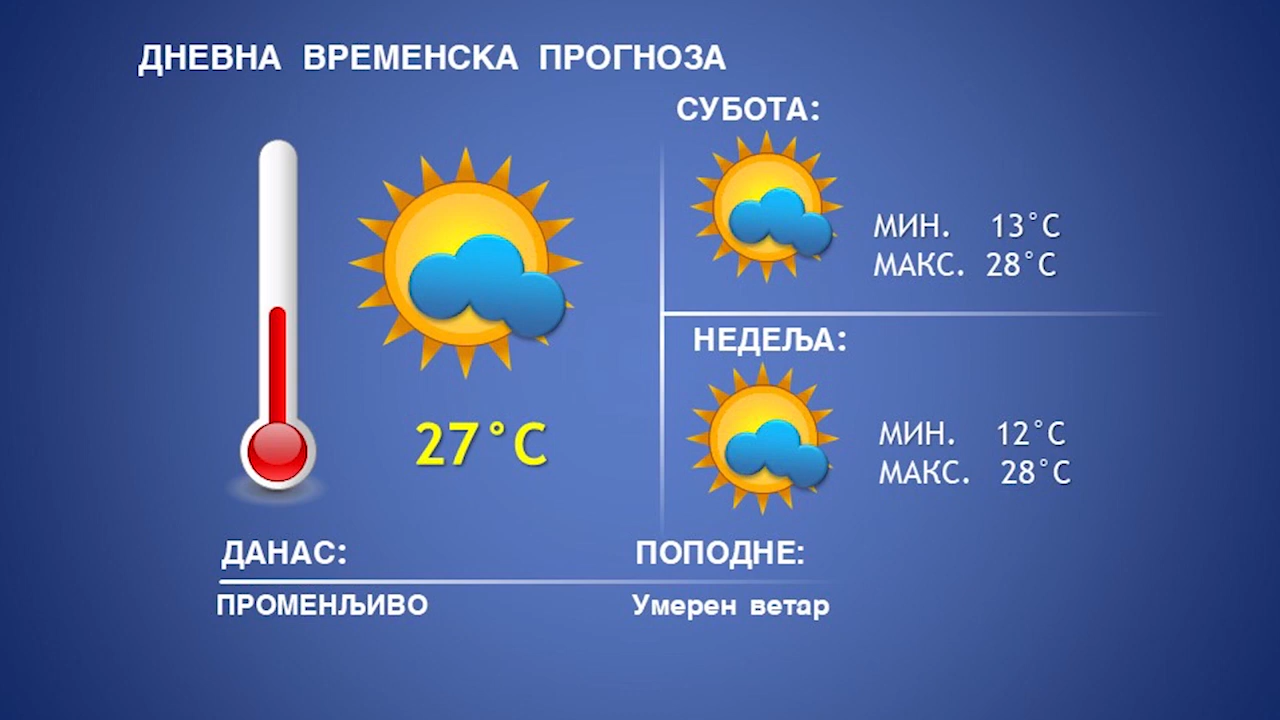 ДНЕВНА ВРЕМЕНСКА ПРОГНОЗА
27°C
СУБОТА:
МИН. 13°C
МАКС. 28°C
НЕДЕЉА:
МИН. 12°C
МАКС. 28°C
ДАНАС:
ПРОМЕНЉИВО
ПОПОДНЕ:
Умерен ветар